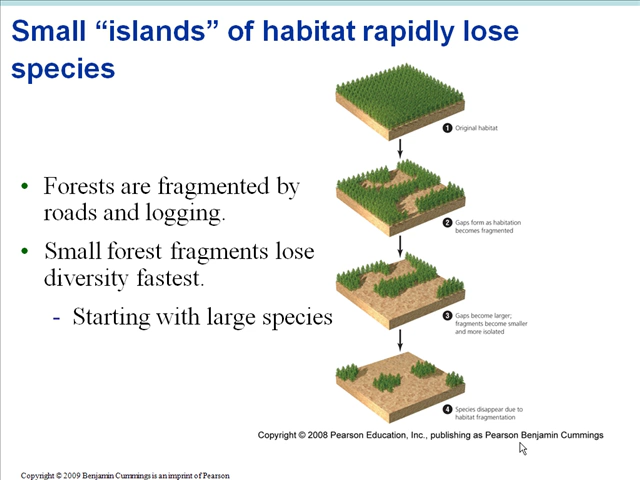 Small “islands” of habitat rapidly lose
species
• Forests are fragmented by
roads and logging.
• Small forest fragments lose
diversity fastest.
- Starting with large species
1 Original habitat
2 Gaps form as habitation
becomes fragmented
3 Gaps become larger;
fragments become smaller
and more isolated
4 Species disappear due to
habitat fragmentation
Copyright © 2008 Pearson Education, Inc., publishing as Pearson Benjamin Cummings
Copyright © 2009 Benjamin Cummings is an imprint of Pearson